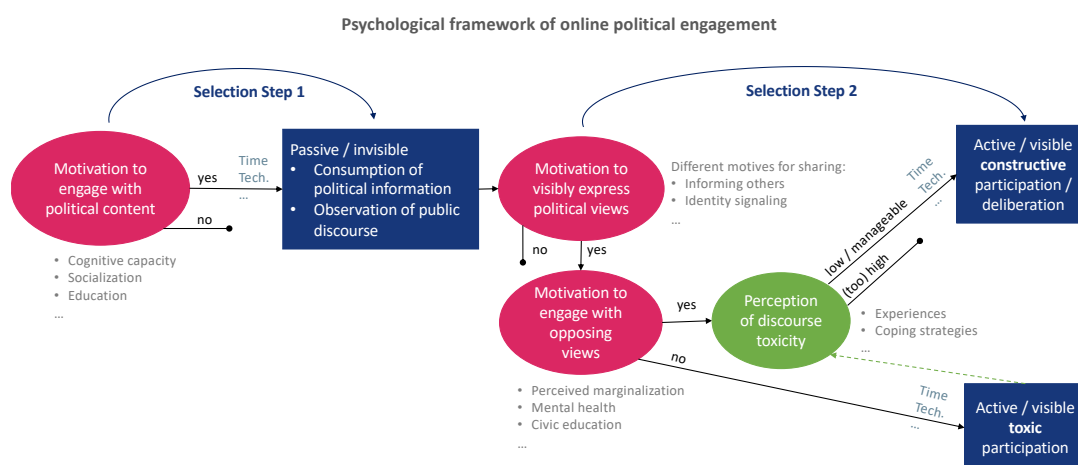 Psychological framework of online political engagement
Selection Step 1
Selection Step 2
Motivation to
engage with
political content
yes
no
Time
Tech.
...
• Cognitive capacity
• Socialization
• Education
...
Passive / invisible
• Consumption of
political information
• Observation of public
discourse
Motivation to
visibly express
political views
Different motives for sharing:
• Informing others
• Identity signaling
...
no
yes
Motivation to
engage with
opposing
views
yes
no
• Perceived marginalization
• Mental health
• Civic education
...
Perception
of discourse
toxicity
low / manageable
(too) high
Time
Tech.
...
• Experiences
• Coping strategies
...
Active / visible
constructive
participation /
deliberation
Time
Tech.
...
Active / visible
toxic
participation